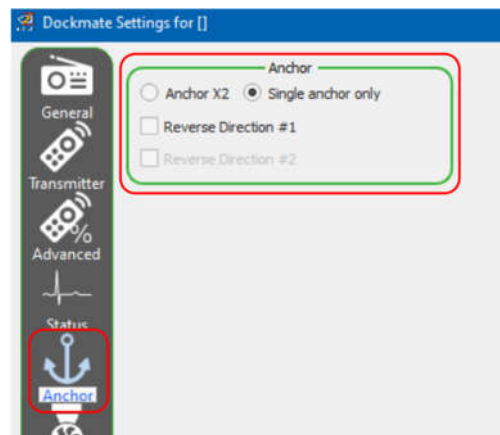 Dockmate Settings for []
General
Transmitter
%
Advanced
Status
Anchor
Anchor
Anchor X2 Single anchor only
Reverse Direction #1
Reverse Direction #2